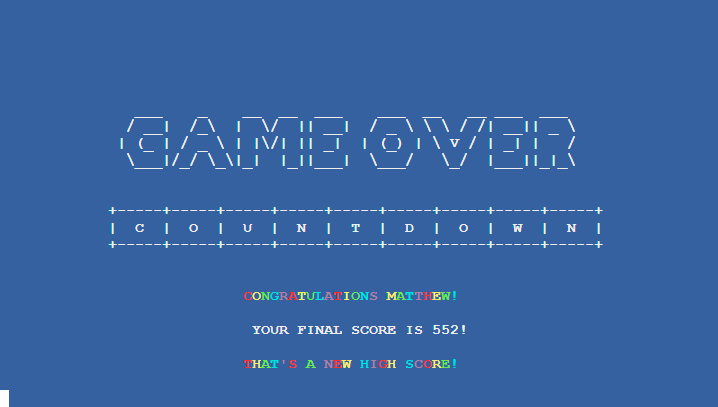 GAME OVER
| C | O | U | N | T | D | O | W | N |
CONGRATULATIONS MATTHEW!
YOUR FINAL SCORE IS 552!
THAT'S A NEW HIGH SCORE!